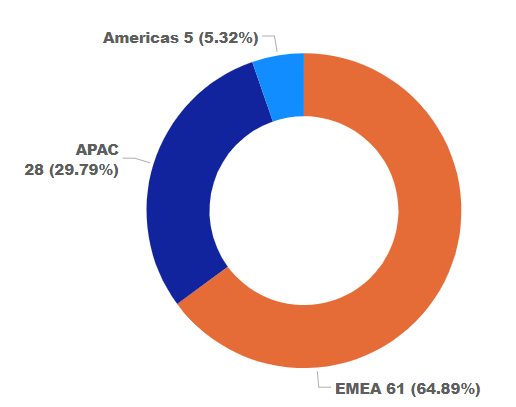 Americas 5 (5.32%)
APAC
28 (29.79%)
EMEA 61 (64.89%)